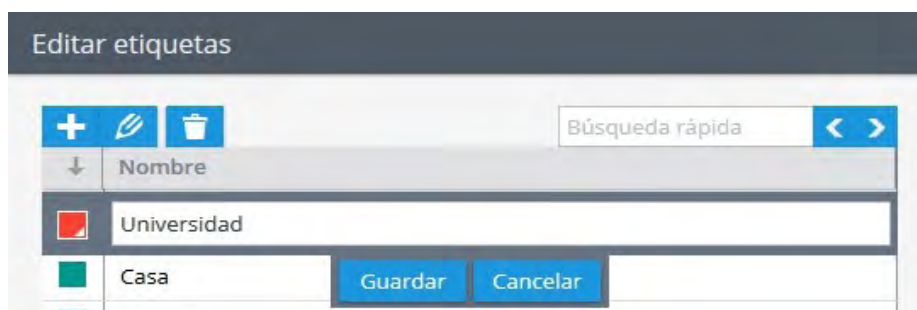 Editar etiquetas
Búsqueda rápida
Nombre
Universidad
Casa
Guardar Cancelar